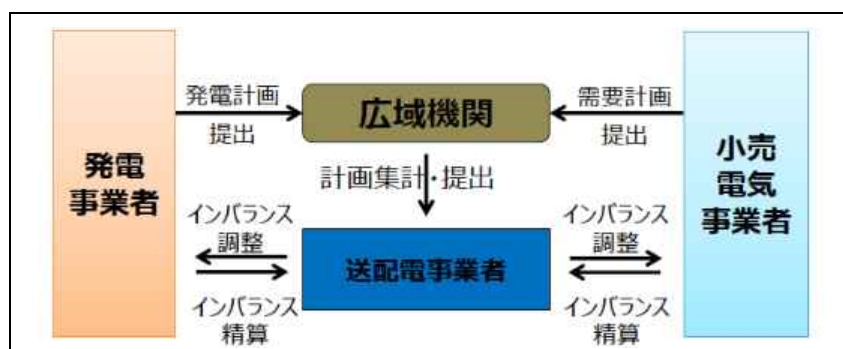 発電
事業者
発電計画
提出
広域機関
需要計画
提出
小売
電気
事業者
計画集計・提出
インバランス
調整
インバランス
精算
送配電事業者
インバランス
調整
インバランス
精算